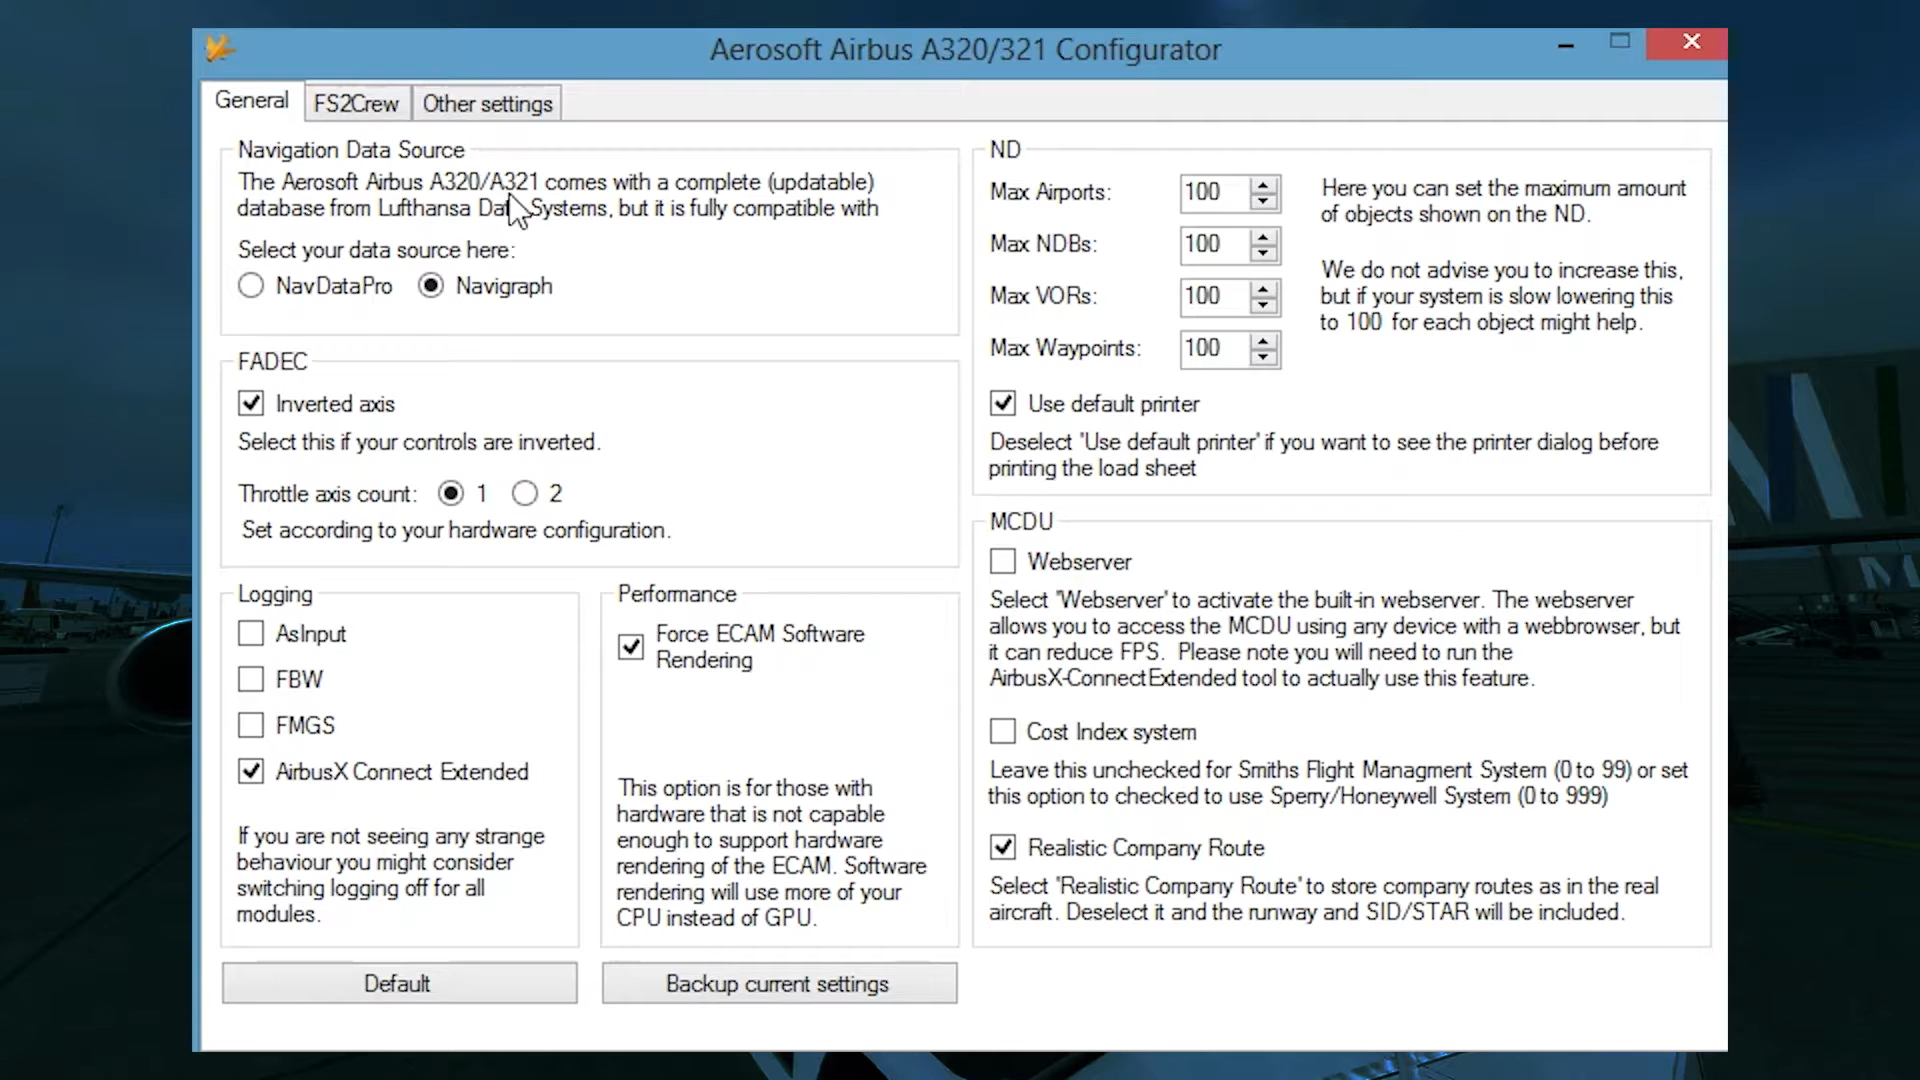 Aerosoft Airbus A320/321 Configurator
General
FS2Crew
Other settings
Navigation Data Source
The Aerosoft Airbus A320/A321 comes with a complete (updatable)
database from Lufthansa Data Systems, but it is fully compatible with
Select your data source here:
NavDataPro
Navigraph
FADEC
Inverted axis
Select this if your controls are inverted.
Throttle axis count: 1 2
Set according to your hardware configuration.
Logging
AsInput
FBW
FMGS
AirbusX Connect Extended
If you are not seeing any strange
behaviour you might consider
switching logging off for all
modules.
Performance
Force ECAM Software
Rendering
This option is for those with
hardware that is not capable
enough to support hardware
rendering of the ECAM. Software
rendering will use more of your
CPU instead of GPU.
Default
Backup current settings
ND
Max Airports: 100
Max NDBs: 100
Max VORs: 100
Max Waypoints: 100
Here you can set the maximum amount
of objects shown on the ND.
We do not advise you to increase this,
but if your system is slow lowering this
to 100 for each object might help.
Use default printer
Deselect 'Use default printer' if you want to see the printer dialog before
printing the load sheet
MCDU
Webserver
Select 'Webserver' to activate the built-in webserver. The webserver
allows you to access the MCDU using any device with a webbrowser, but
it can reduce FPS. Please note you will need to run the
AirbusX-ConnectExtended tool to actually use this feature.
Cost Index system
Leave this unchecked for Smiths Flight Managment System (0 to 99) or set
this option to checked to use Sperry/Honeywell System (0 to 999)
Realistic Company Route
Select 'Realistic Company Route' to store company routes as in the real
aircraft. Deselect it and the runway and SID/STAR will be included.